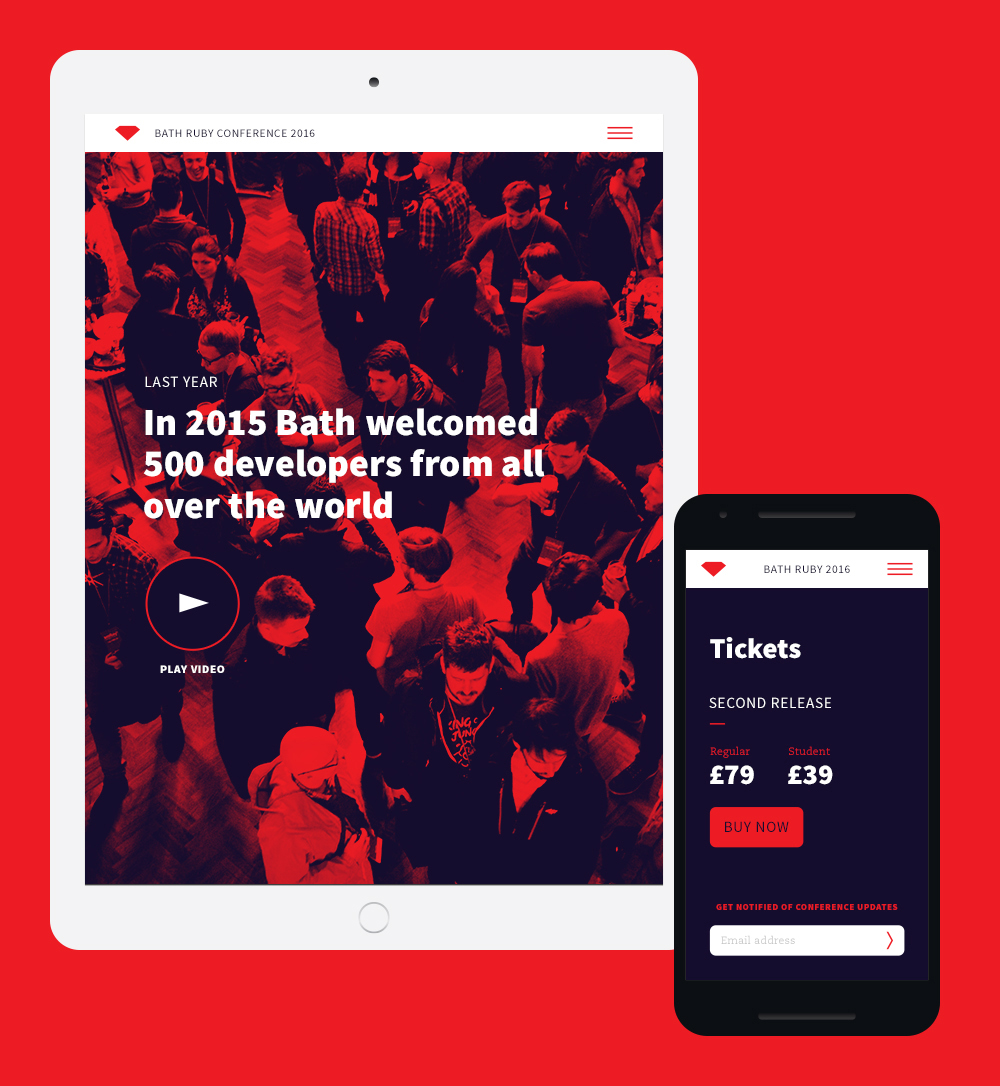 BATH RUBY CONFERENCE 2016
LAST YEAR
In 2015 Bath welcomed
500 developers from all
over the world
PLAY VIDEO
BATH RUBY 2016
Tickets
SECOND RELEASE
Regular Student
£79 £39
BUY NOW
GET NOTIFIED OF CONFERENCE UPDATES
Email address